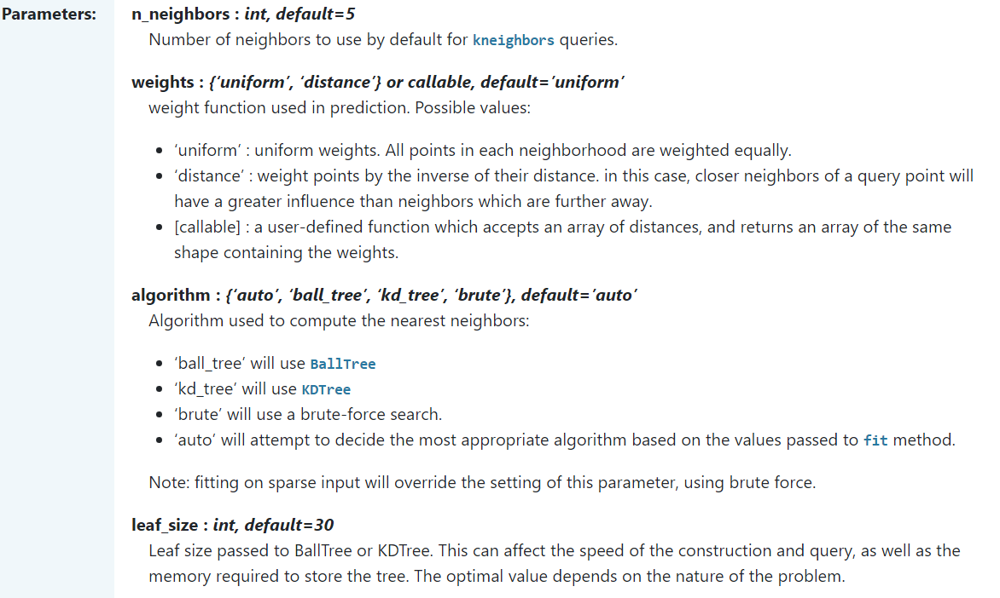 Parameters:
n_neighbors : int, default=5
Number of neighbors to use by default for kneighbors queries.
weights : {‘uniform’, ‘distance’} or callable, default=’uniform’
weight function used in prediction. Possible values:
• ‘uniform’ : uniform weights. All points in each neighborhood are weighted equally.
• ‘distance’ : weight points by the inverse of their distance. in this case, closer neighbors of a query point will
have a greater influence than neighbors which are further away.
• [callable] : a user-defined function which accepts an array of distances, and returns an array of the same
shape containing the weights.
algorithm : {‘auto’, ‘ball_tree’, ‘kd_tree’, ‘brute’}, default=’auto’
Algorithm used to compute the nearest neighbors:
• ‘ball_tree’ will use BallTree
• ‘kd_tree’ will use KDTree
• ‘brute’ will use a brute-force search.
• ‘auto’ will attempt to decide the most appropriate algorithm based on the values passed to fit method.
Note: fitting on sparse input will override the setting of this parameter, using brute force.
leaf_size : int, default=30
Leaf size passed to BallTree or KDTree. This can affect the speed of the construction and query, as well as the
memory required to store the tree. The optimal value depends on the nature of the problem.